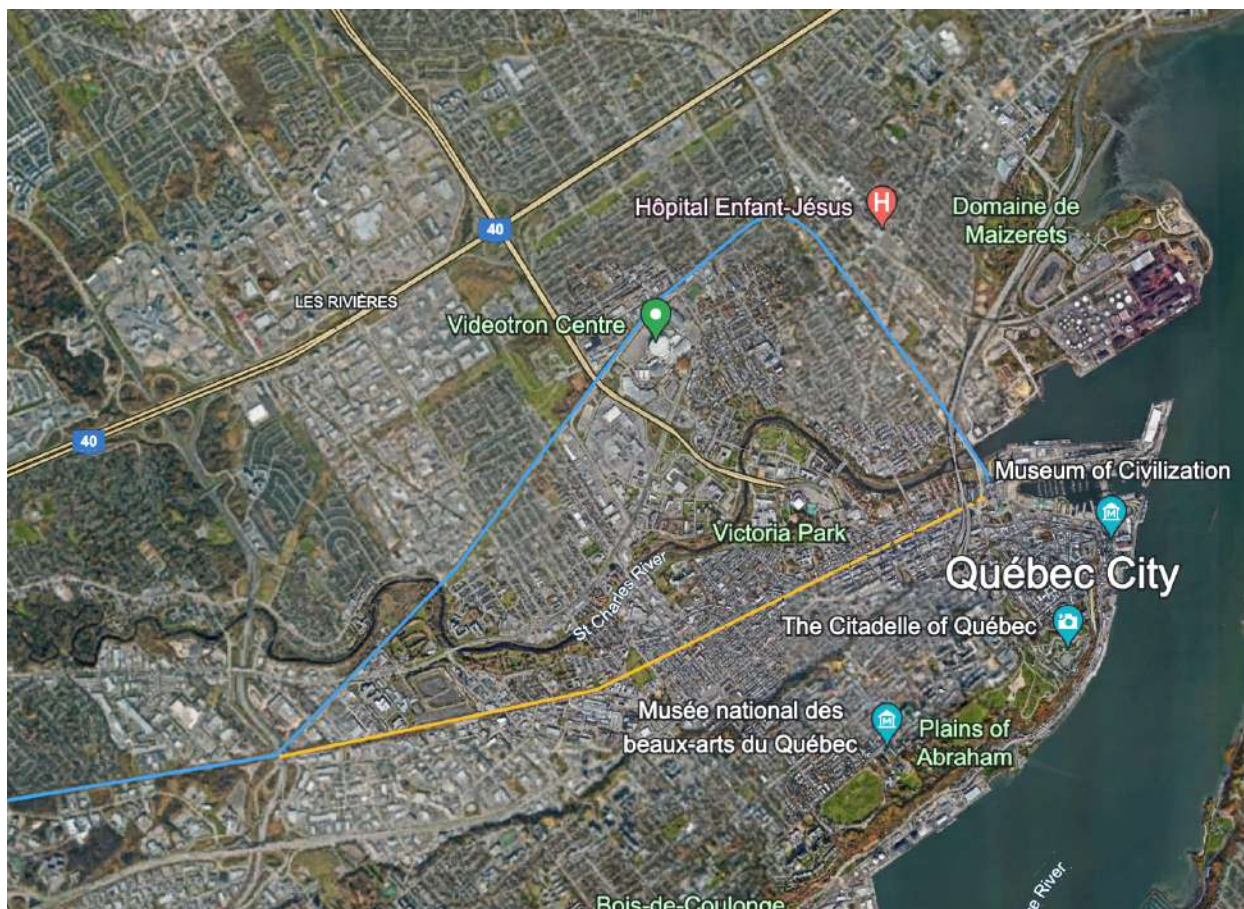 Hôpital Enfant-Jésus
Domaine de
Maizerets
40
LES RIVIÈRES
Videotron Centre
40
Museum of Civilization
Victoria Park
Québec City
St Charles River
The Citadelle of Québec
Musée national des
beaux-arts du Québec
Plains of
Abraham
Bois-de-Coulonge
River
H
M
M